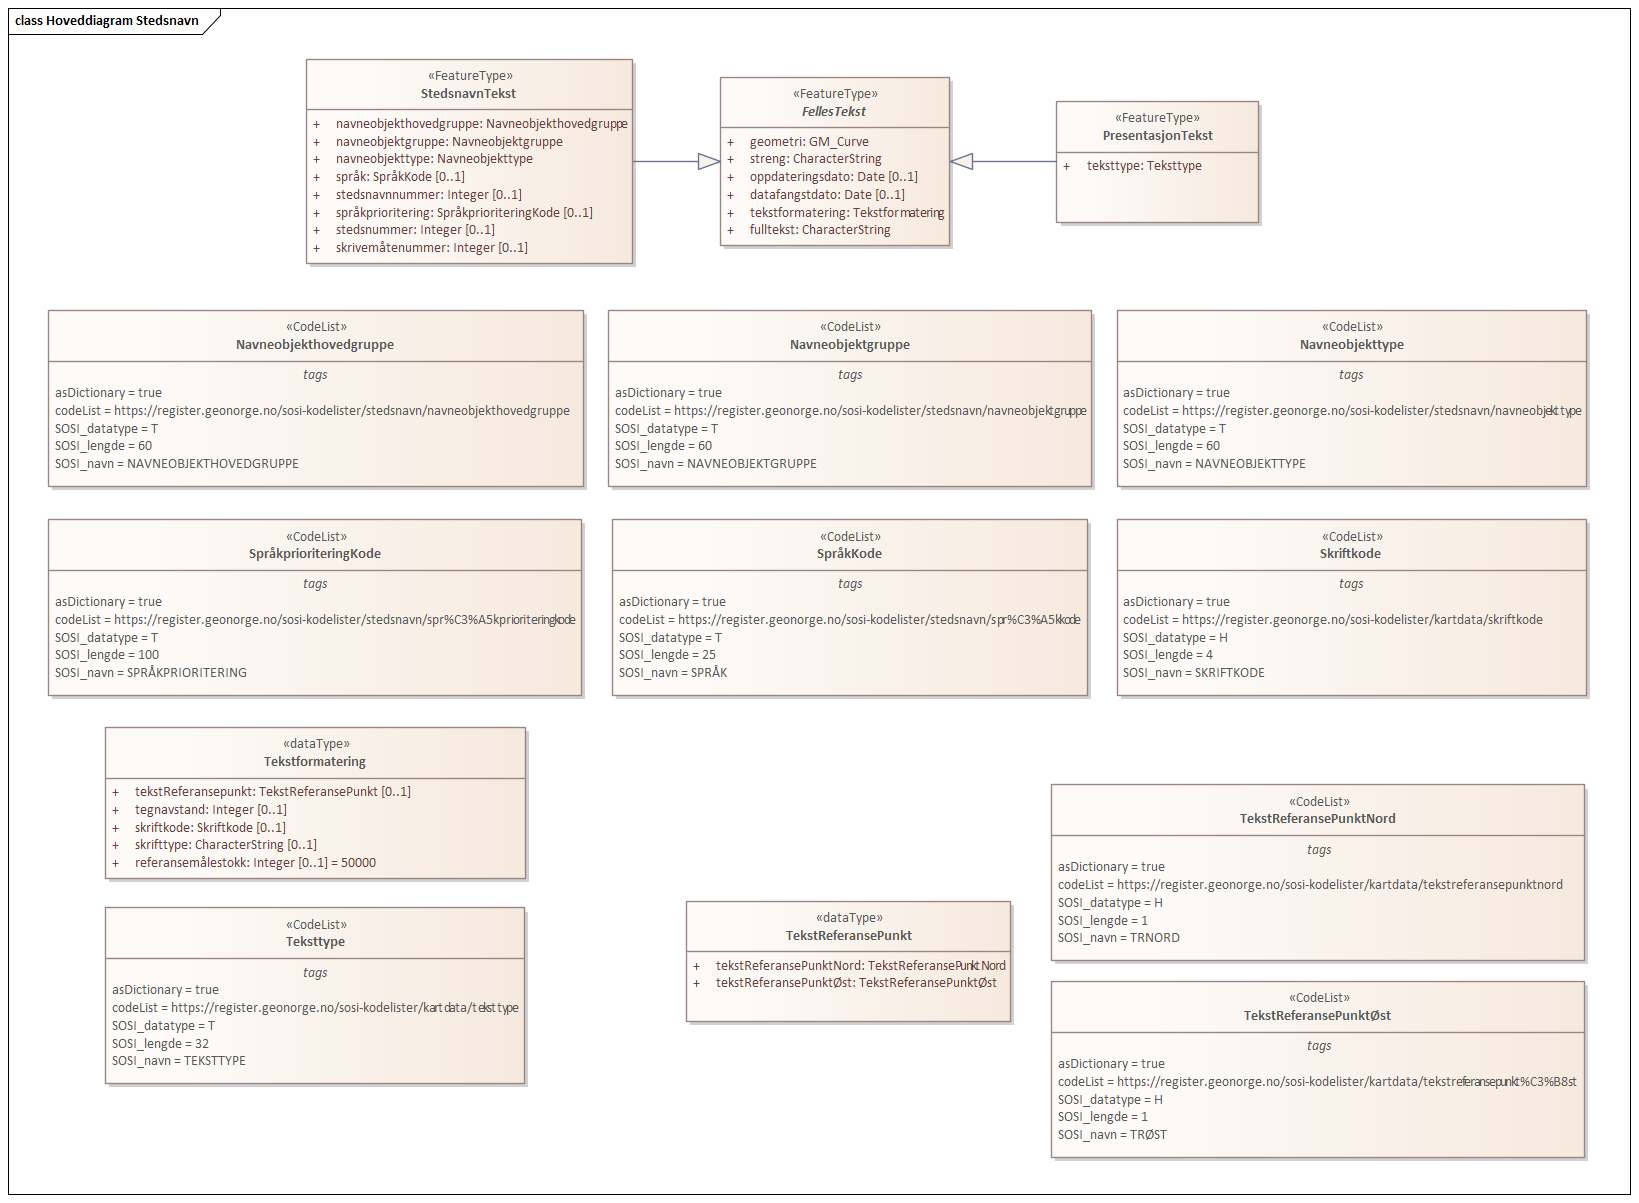 class Hoveddiagram Stedsnavn
«FeatureType»
StedsnavnTekst
+ navneobjekthovedgruppe: Navneobjekthovedgruppe
+ navneobjektgruppe: Navneobjektgruppe
+ navneobjekttype: Navneobjekttype
+ språk: SpråkKode [0..1]
+ stedsnavnnummer: Integer [0..1]
+ språkprioritering: SpråkprioriteringKode [0..1]
+ stedsnummer: Integer [0..1]
+ skrivemåtenummer: Integer [0..1]
«FeatureType»
FellesTekst
+ geometri: GM_Curve
+ streng: CharacterString
+ oppdateringsdato: Date [0..1]
+ datafangstdato: Date [0..1]
+ tekstformatering: Tekstformatering
+ fulltekst: CharacterString
«FeatureType»
PresentasjonTekst
+ teksttype: Teksttype
«CodeList»
Navneobjekthovedgruppe
tags
asDictionary = true
codeList = https://register.geonorge.no/sosi-kodelister/stedsnavn/navneobjekthovedgruppe
SOSI_datatype = T
SOSI_lengde = 60
SOSI_navn = NAVNEOBJEKTHOVEDGRUPPE
«CodeList»
Navneobjektgruppe
tags
asDictionary = true
codeList = https://register.geonorge.no/sosi-kodelister/stedsnavn/navneobjektgruppe
SOSI_datatype = T
SOSI_lengde = 60
SOSI_navn = NAVNEOBJEKTGRUPPE
«CodeList»
Navneobjekttype
tags
asDictionary = true
codeList = https://register.geonorge.no/sosi-kodelister/stedsnavn/navneobjekttype
SOSI_datatype = T
SOSI_lengde = 60
SOSI_navn = NAVNEOBJEKTTYPE
«CodeList»
SpråkprioriteringKode
tags
asDictionary = true
codeList = https://register.geonorge.no/sosi-kodelister/stedsnavn/spr%C3%A5kprioriteringkode
SOSI_datatype = T
SOSI_lengde = 100
SOSI_navn = SPRÅKPRIORITERING
«CodeList»
SpråkKode
tags
asDictionary = true
codeList = https://register.geonorge.no/sosi-kodelister/stedsnavn/spr%C3%A5kkode
SOSI_datatype = T
SOSI_lengde = 25
SOSI_navn = SPRÅK
«CodeList»
Skriftkode
tags
asDictionary = true
codeList = https://register.geonorge.no/sosi-kodelister/kartdata/skriftkode
SOSI_datatype = H
SOSI_lengde = 4
SOSI_navn = SKRIFTKODE
«dataType»
Tekstformatering
+ tekstReferansepunkt: TekstReferansePunkt [0..1]
+ tegnavstand: Integer [0..1]
+ skriftkode: Skriftkode [0..1]
+ skrifttype: CharacterString [0..1]
+ referansemålestokk: Integer [0..1] = 50000
«CodeList»
Teksttype
tags
asDictionary = true
codeList = https://register.geonorge.no/sosi-kodelister/kartdata/teksttype
SOSI_datatype = T
SOSI_lengde = 32
SOSI_navn = TEKSTTYPE
«dataType»
TekstReferansePunkt
+ tekstReferansePunktNord: TekstReferansePunktNord
+ tekstReferansePunktØst: TekstReferansePunktØst
«CodeList»
TekstReferansePunktNord
tags
asDictionary = true
codeList = https://register.geonorge.no/sosi-kodelister/kartdata/tekstreferansepunktnord
SOSI_datatype = H
SOSI_lengde = 1
SOSI_navn = TRNORD
«CodeList»
TekstReferansePunktØst
tags
asDictionary = true
codeList = https://register.geonorge.no/sosi-kodelister/kartdata/tekstreferansepunkt%C3%B8st
SOSI_datatype = H
SOSI_lengde = 1
SOSI_navn = TRØST